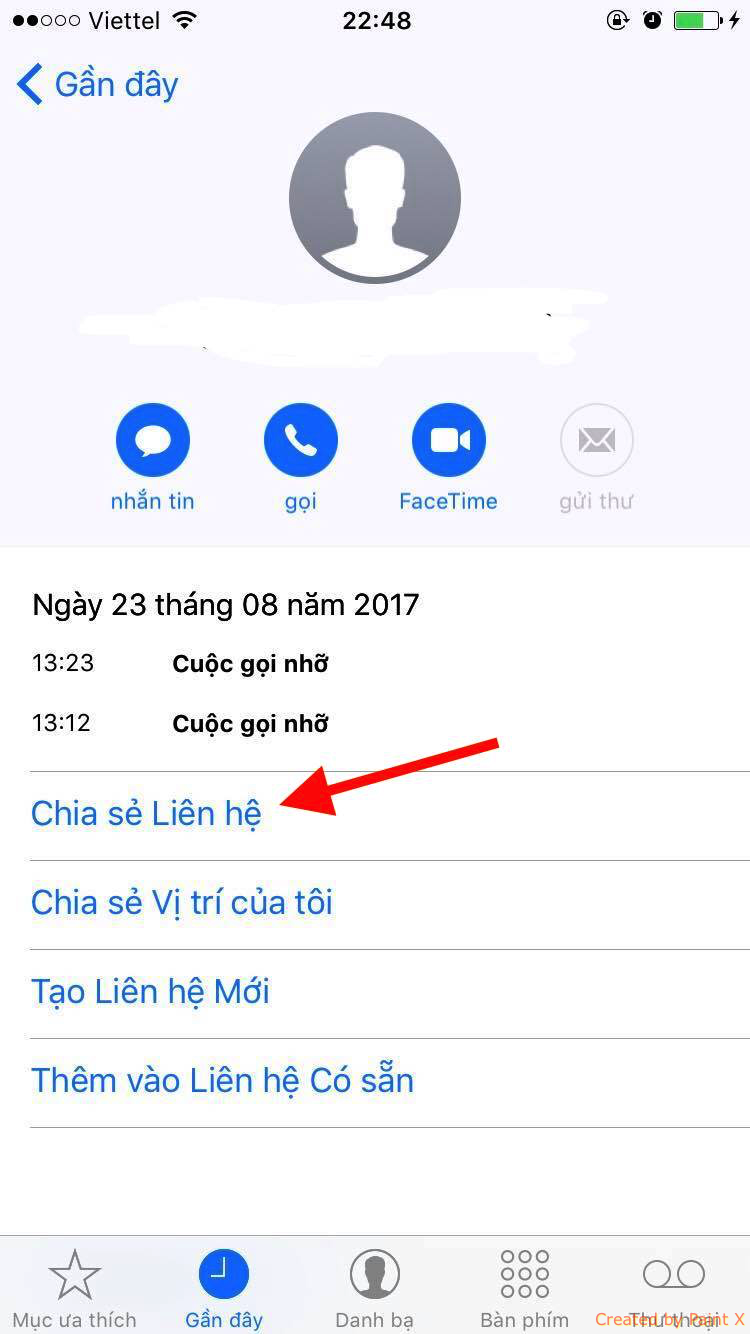 Viettel 22:48
Gần đây
nhắn tin gọi FaceTime gửi thư
Ngày 23 tháng 08 năm 2017
13:23 Cuộc gọi nhỡ
13:12 Cuộc gọi nhỡ
Chia sẻ Liên hệ
Chia sẻ Vị trí của tôi
Tạo Liên hệ Mới
Thêm vào Liên hệ Có sẵn
Mục ưa thích Gần đây Danh bạ Bàn phím Thư thoại
Created by Paint X